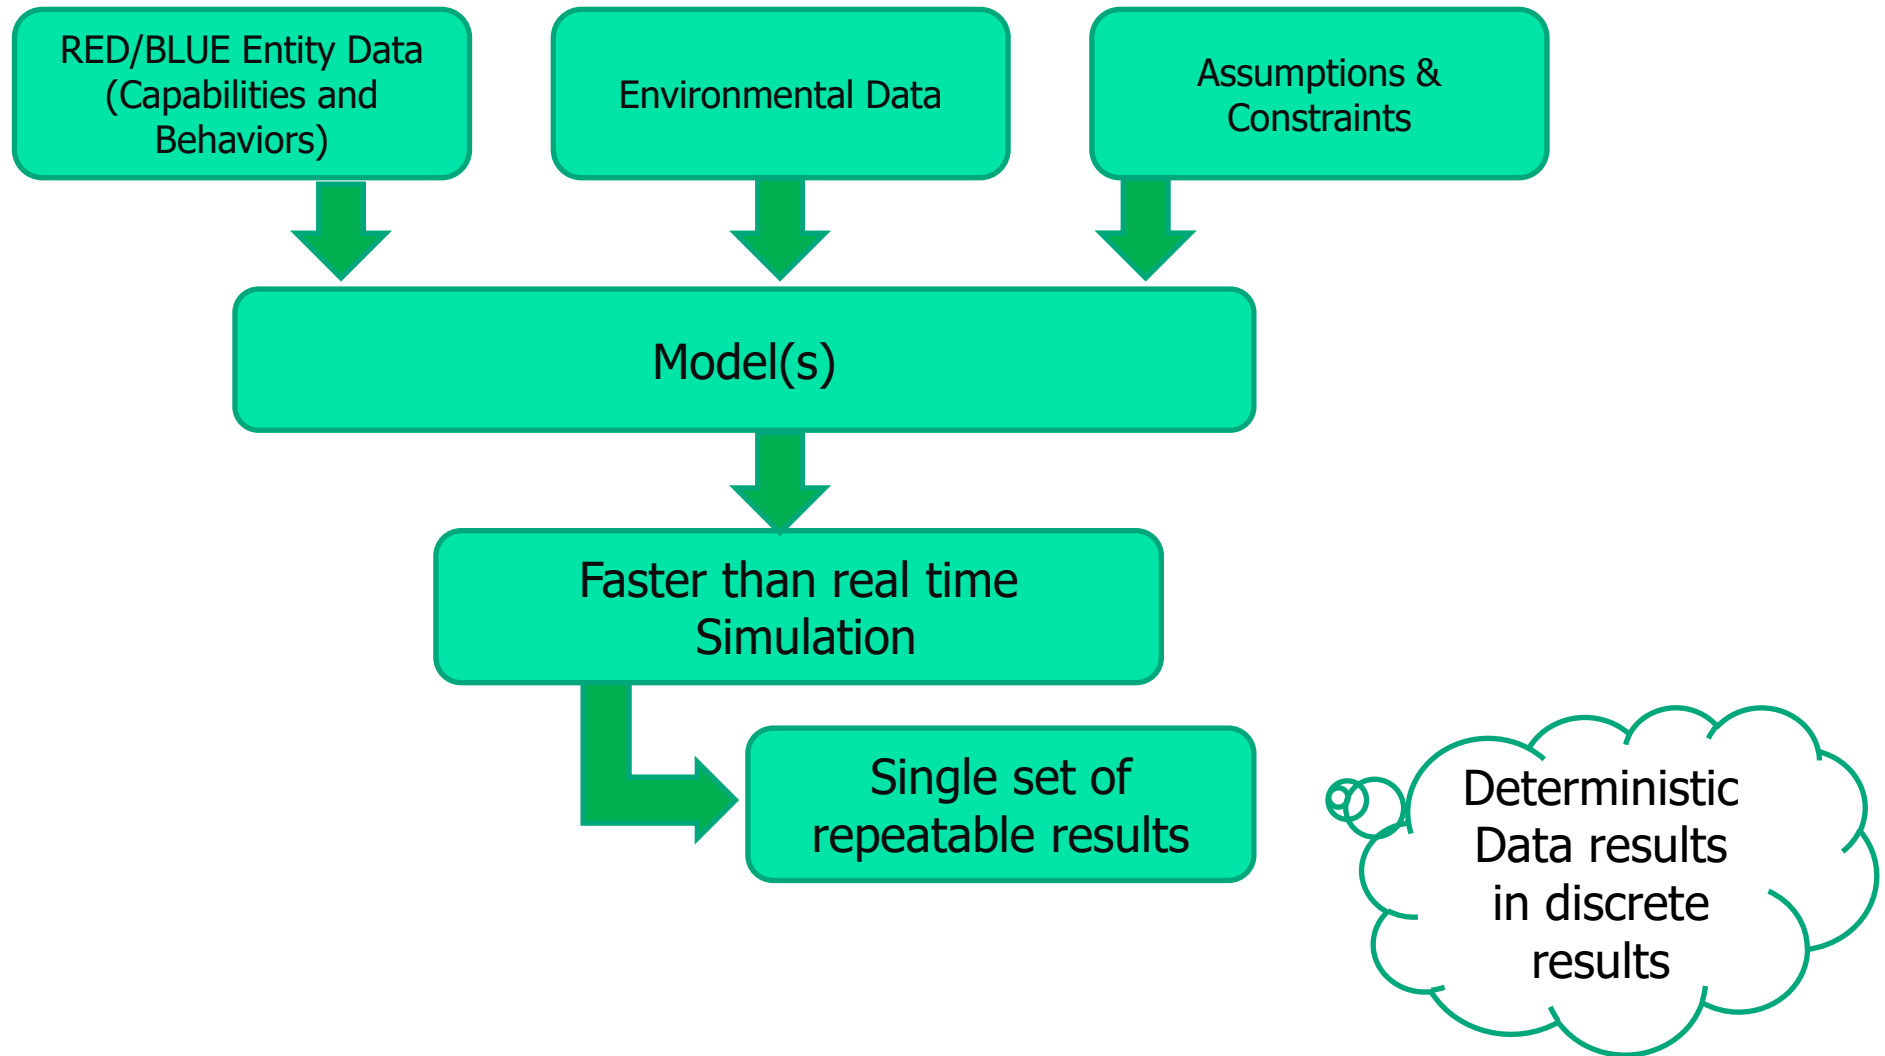 RED/BLUE Entity Data
(Capabilities and
Behaviors)
Environmental Data
Assumptions &
Constraints
Model(s)
Faster than real time
Simulation
Single set of
repeatable results
Deterministic
Data results
in discrete
results